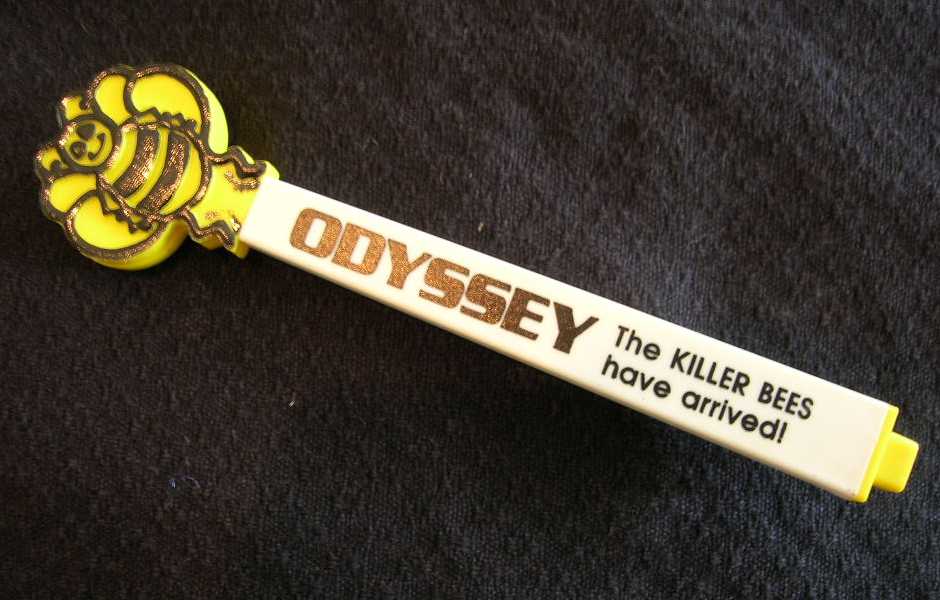 ODYSSEY
The KILLER BEES
have arrived!